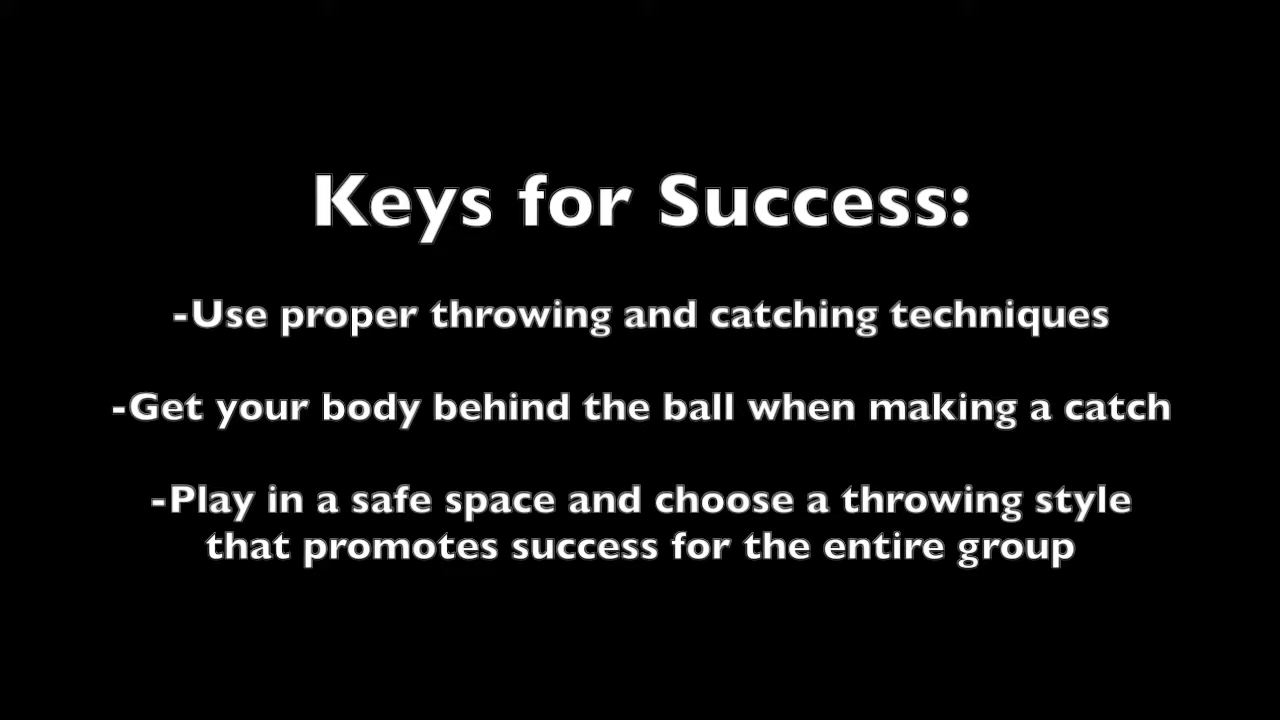 Keys for Success:
-Use proper throwing and catching techniques
-Get your body behind the ball when making a catch
-Play in a safe space and choose a throwing style
that promotes success for the entire group